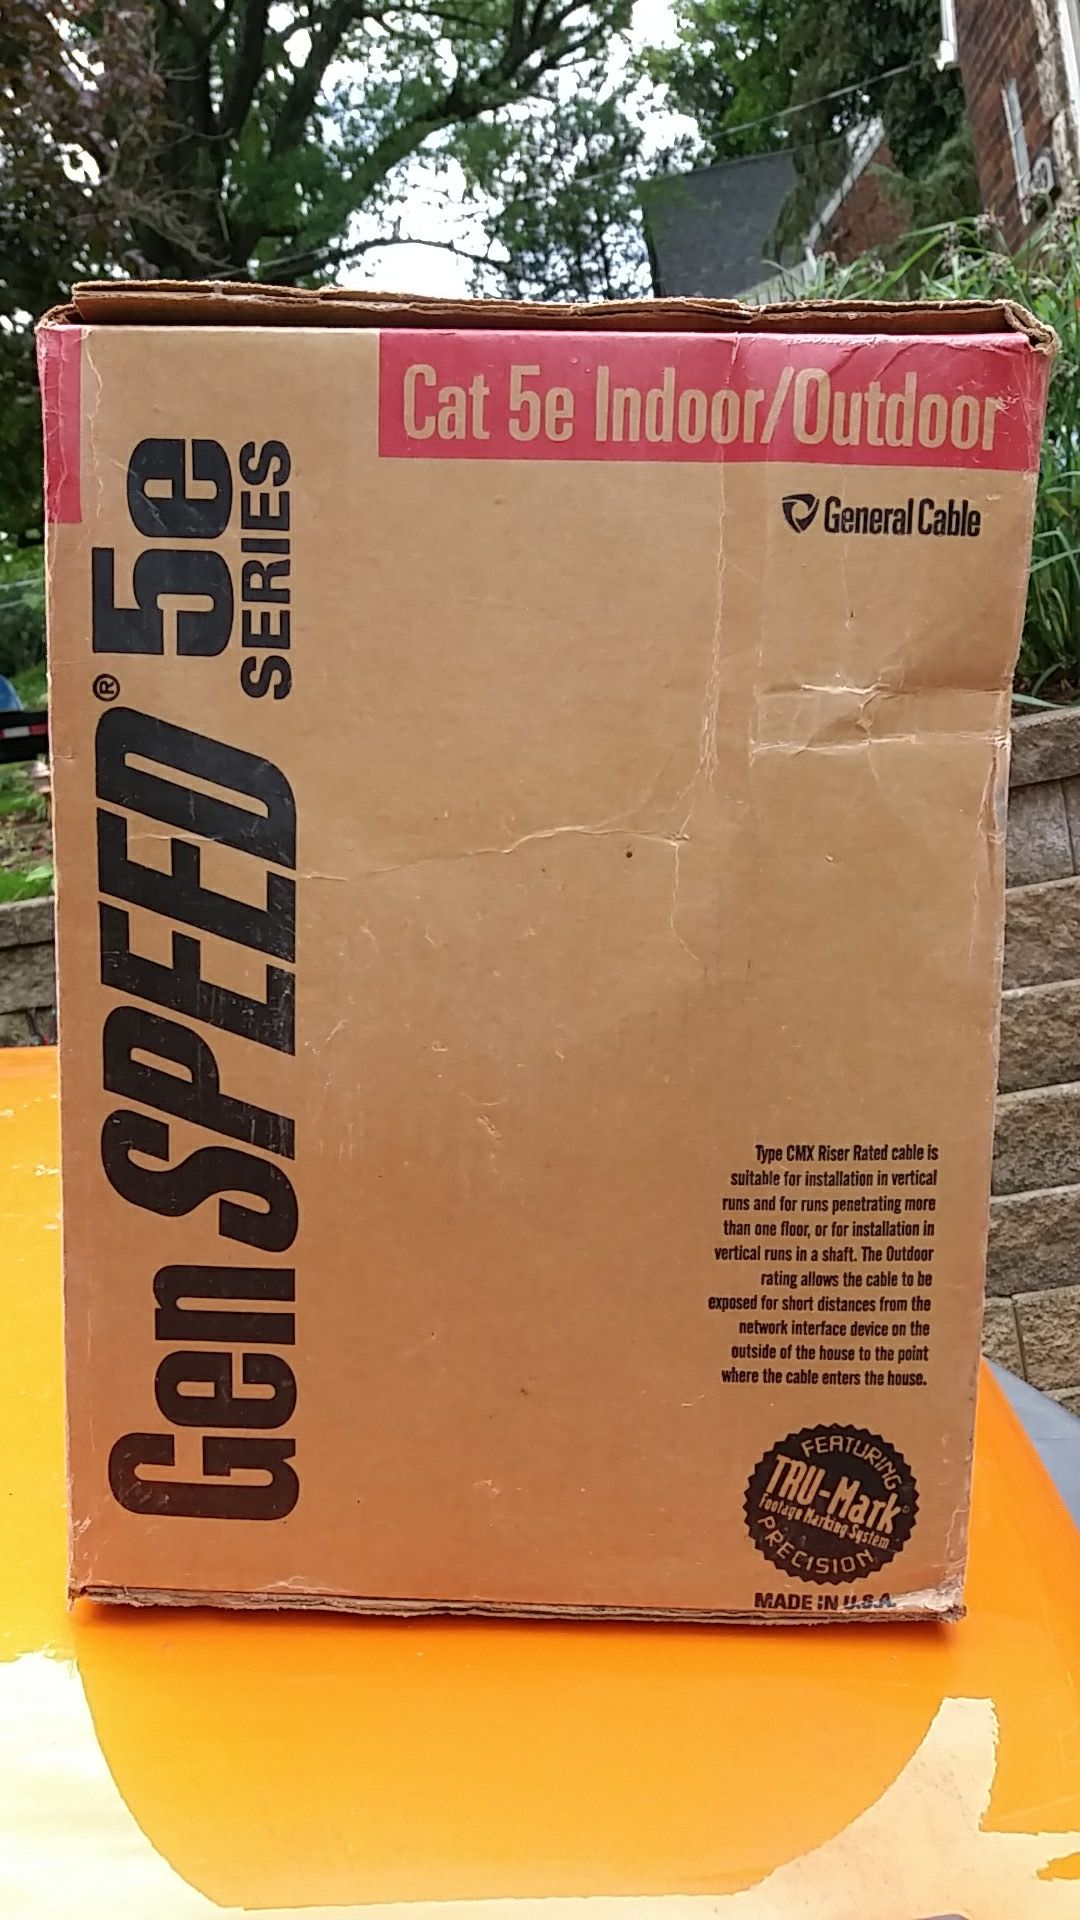 Cat 5e Indoor/Outdoor
General Cable
GenSPEED® 5e
SERIES
Type CMX Riser Rated cable is
suitable for installation in vertical
runs and for runs penetrating more
than one floor, or for installation in
vertical runs in a shaft. The Outdoor
rating allows the cable to be
exposed for short distances from the
network interface device on the
outside of the house to the point
where the cable enters the house.
FEATURING
TRU-Mark®
Footage Marking System
PRECISION
MADE IN U.S.A.